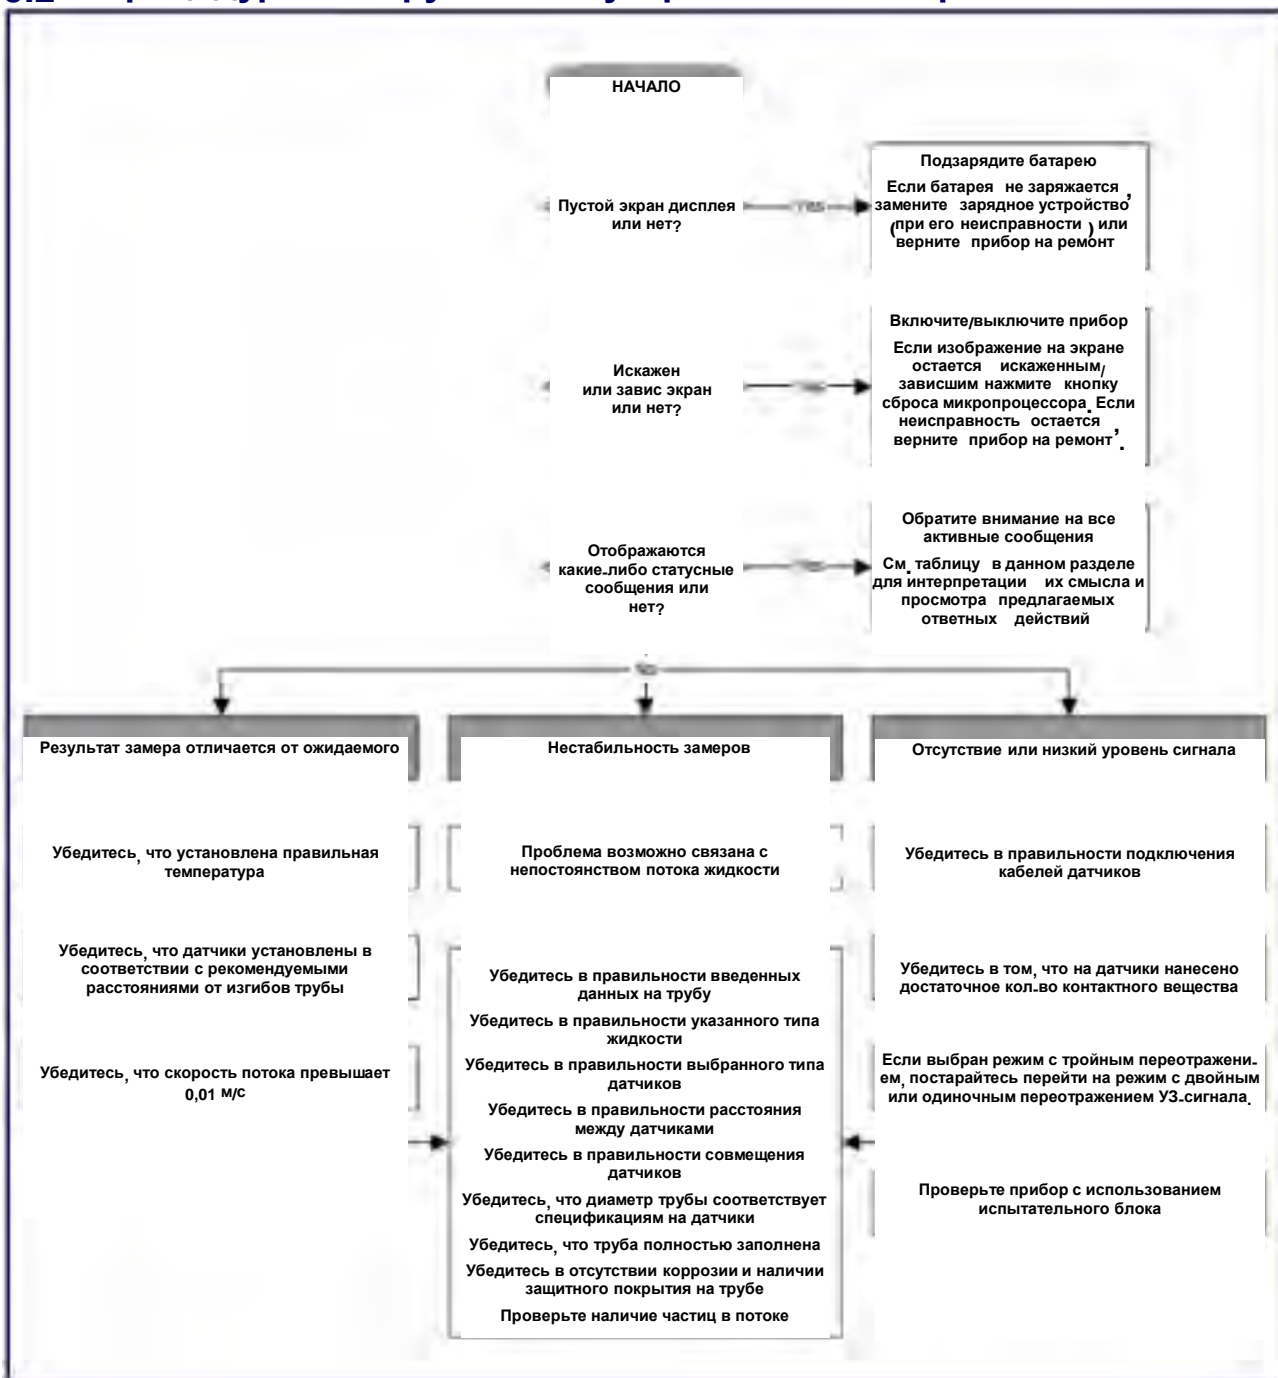 НАЧАЛО
Пустой экран дисплея
или нет?
YES
Подзарядите батарею
Если батарея не заряжается,
замените зарядное устройство
(при его неисправности) или
верните прибор на ремонт
Искажен
или завис экран
или нет?
Включите/выключите прибор
Если изображение на экране
остается искаженным/
зависшим нажмите кнопку
сброса микропроцессора. Если
неисправность остается,
верните прибор на ремонт.
Отображаются
какие-либо статусные
сообщения или
нет?
Обратите внимание на все
активные сообщения
См. таблицу в данном разделе
для интерпретации их смысла и
просмотра предлагаемых
ответных действий
Результат замера отличается от ожидаемого
Убедитесь, что установлена правильная
температура
Убедитесь, что датчики установлены в
соответствии с рекомендуемыми
расстояниями от изгибов трубы
Убедитесь, что скорость потока превышает
0,01 м/с
Нестабильность замеров
Проблема возможно связана с
непостоянством потока жидкости
Убедитесь в правильности введенных
данных на трубу
Убедитесь в правильности указанного типа
жидкости
Убедитесь в правильности выбранного типа
датчиков
Убедитесь в правильности расстояния
между датчиками
Убедитесь в правильности совмещения
датчиков
Убедитесь, что диаметр трубы соответствует
спецификациям на датчики
Убедитесь, что труба полностью заполнена
Убедитесь в отсутствии коррозии и наличии
защитного покрытия на трубе
Проверьте наличие частиц в потоке
Отсутствие или низкий уровень сигнала
Убедитесь в правильности подключения
кабелей датчиков
Убедитесь в том, что на датчики нанесено
достаточное кол-во контактного вещества
Если выбран режим с тройным переотражени-
ем, постарайтесь перейти на режим с двойным
или одиночным переотражением УЗ-сигнала.
Проверьте прибор с использованием
испытательного блока